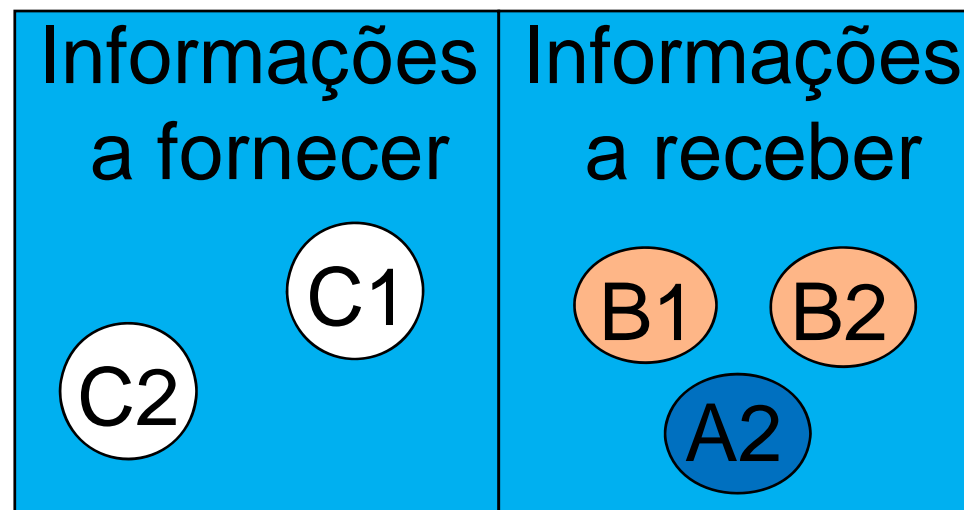 Informações
a fornecer
C1
C2
Informações
a receber
B1 B2
A2